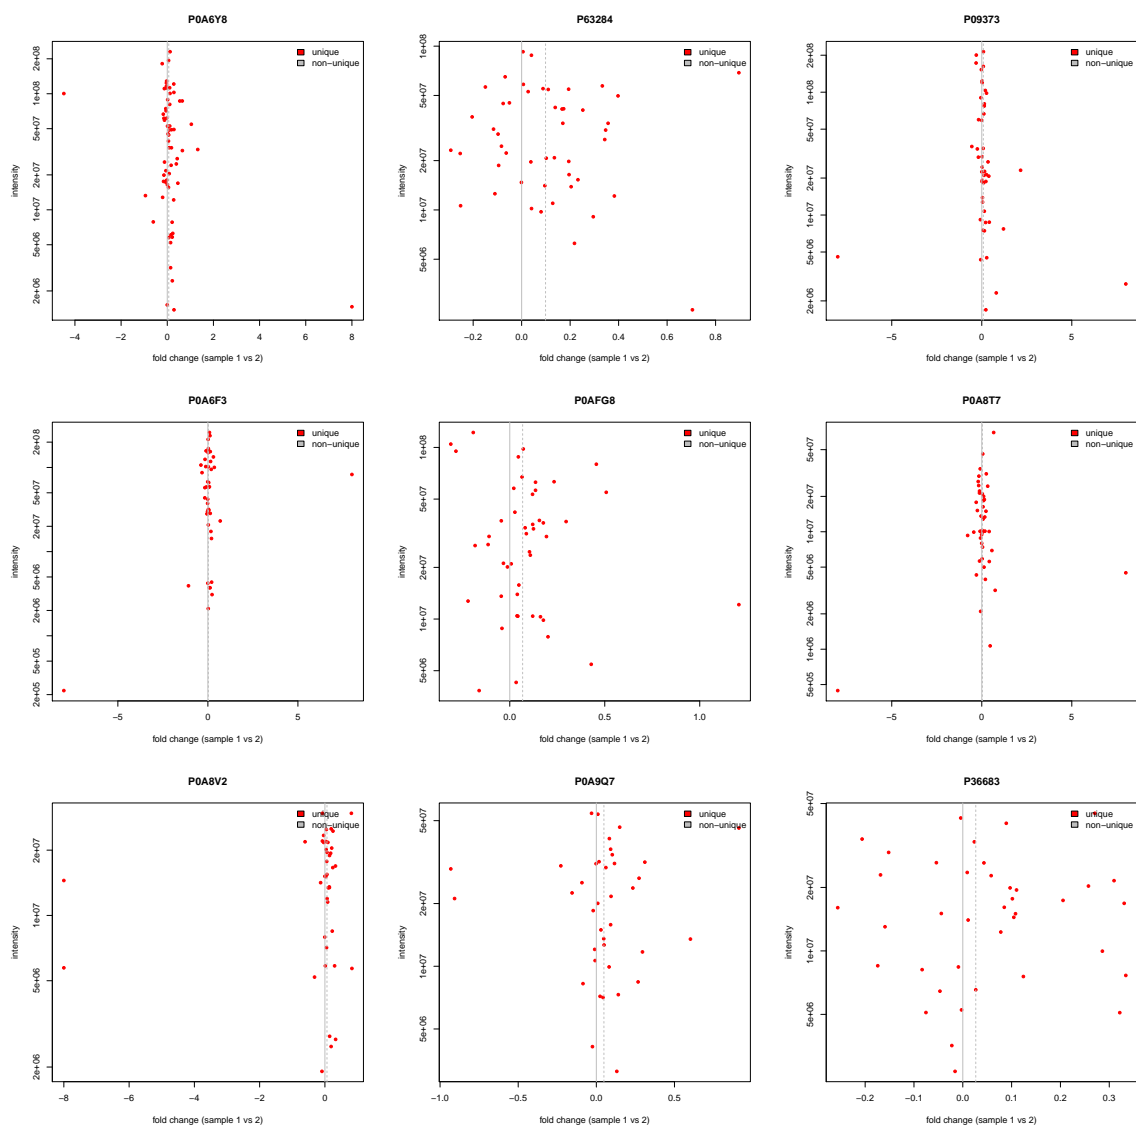 P0A6Y8
unique
non−unique
intensity
2e+06
5e+06
1e+07
2e+07
5e+07
1e+08
2e+08
−4
−2
0
2
4
6
8
fold change (sample 1 vs 2)
P63284
unique
non−unique
intensity
5e+06
1e+07
2e+07
5e+07
1e+08
−0.2
0.0
0.2
0.4
0.6
0.8
fold change (sample 1 vs 2)
P09373
unique
non−unique
intensity
2e+06
5e+06
1e+07
2e+07
5e+07
1e+08
2e+08
−5
0
5
fold change (sample 1 vs 2)
P0A6F3
unique
non−unique
intensity
2e+05
5e+05
2e+06
5e+06
2e+07
5e+07
2e+08
−5
0
5
fold change (sample 1 vs 2)
P0AFG8
unique
non−unique
intensity
5e+06
1e+07
2e+07
5e+07
1e+08
0.0
0.5
1.0
fold change (sample 1 vs 2)
P0A8T7
unique
non−unique
intensity
5e+05
1e+06
2e+06
5e+06
1e+07
2e+07
5e+07
−5
0
5
fold change (sample 1 vs 2)
P0A8V2
unique
non−unique
intensity
2e+06
5e+06
1e+07
2e+07
−8
−6
−4
−2
0
fold change (sample 1 vs 2)
P0A9Q7
unique
non−unique
intensity
5e+06
1e+07
2e+07
5e+07
−1.0
−0.5
0.0
0.5
fold change (sample 1 vs 2)
P36683
unique
non−unique
intensity
5e+06
1e+07
2e+07
5e+07
−0.2
−0.1
0.0
0.1
0.2
0.3
fold change (sample 1 vs 2)